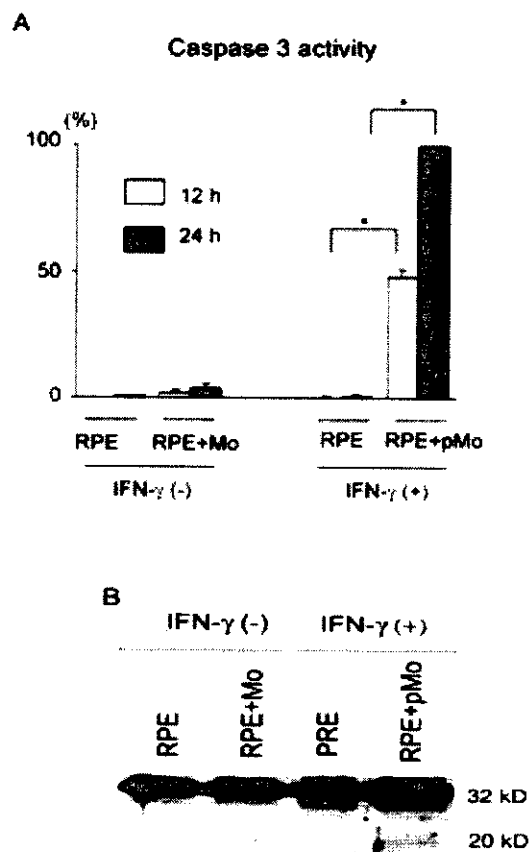 A
Caspase 3 activity
(%)
100
12 h
24 h
50
0
RPE RPE+Mo RPE RPE+pMo
IFN-γ (-) IFN-γ (+)
B
IFN-γ (-) IFN-γ (+)
RPE RPE+Mo PRE RPE+pMo
32 kD
20 kD